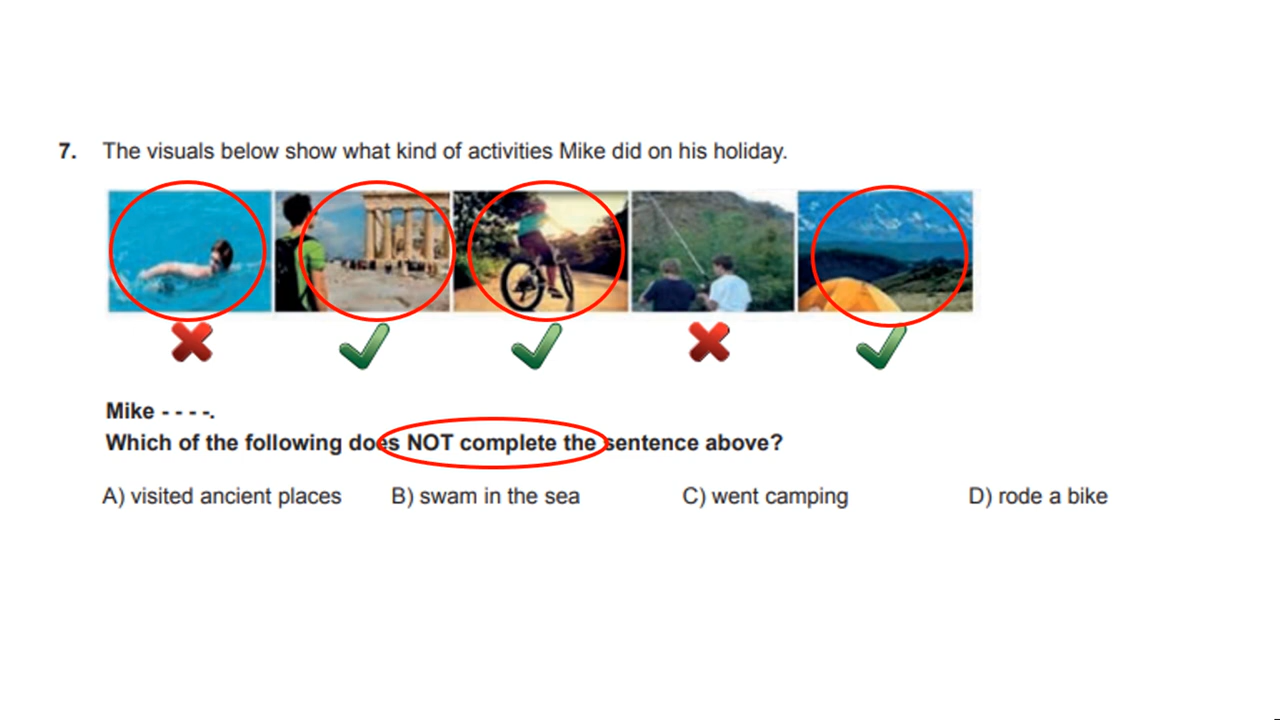 7. The visuals below show what kind of activities Mike did on his holiday.
Mike - - - -.
Which of the following does NOT complete the sentence above?
A) visited ancient places B) swam in the sea C) went camping D) rode a bike